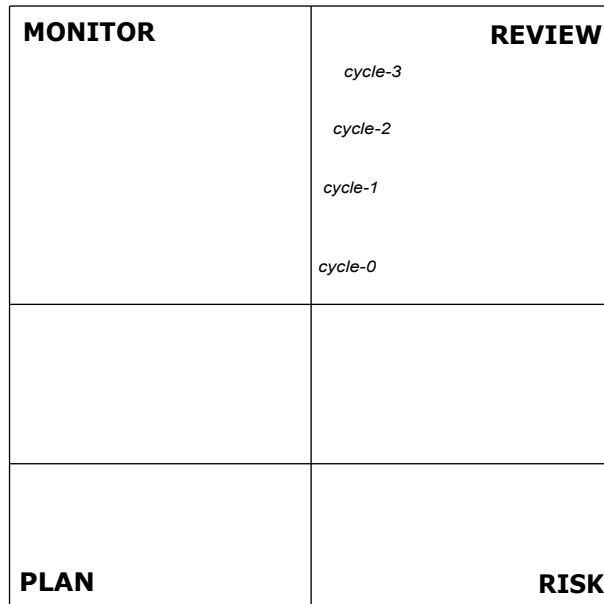 MONITOR
REVIEW
cycle-3
cycle-2
cycle-1
cycle-0
PLAN
RISK